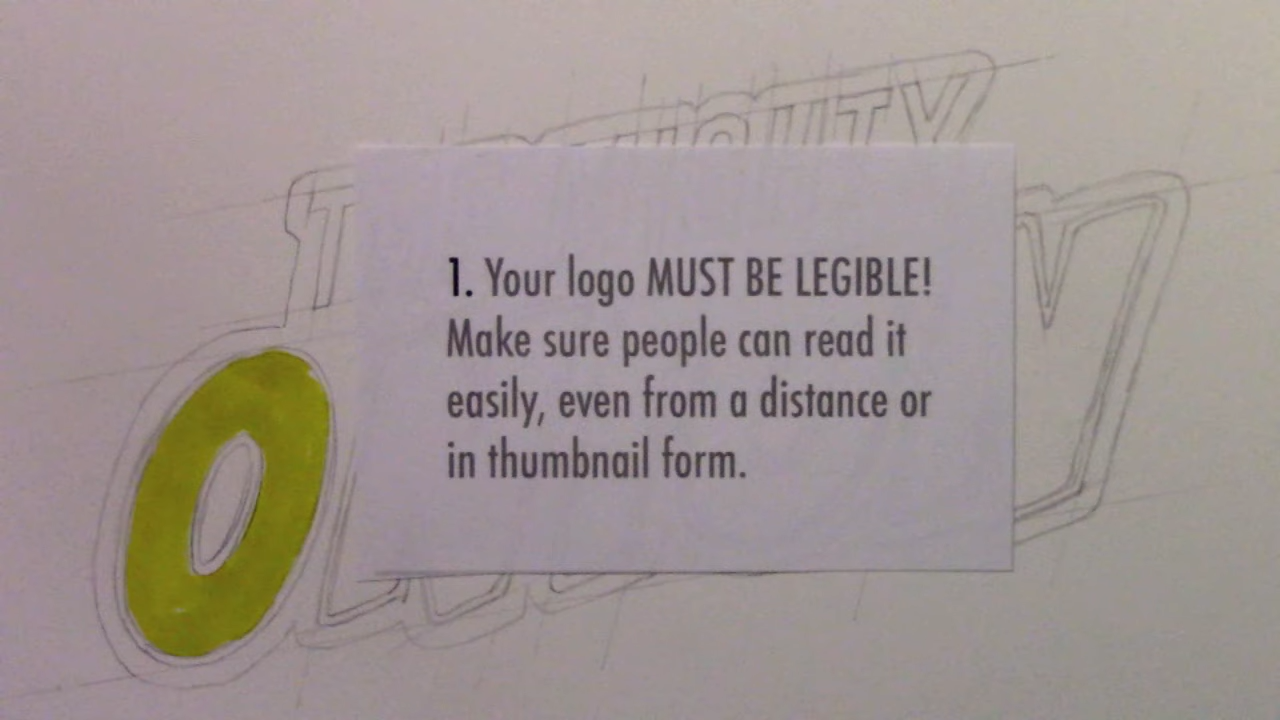 1. Your logo MUST BE LEGIBLE!
Make sure people can read it
easily, even from a distance or
in thumbnail form.